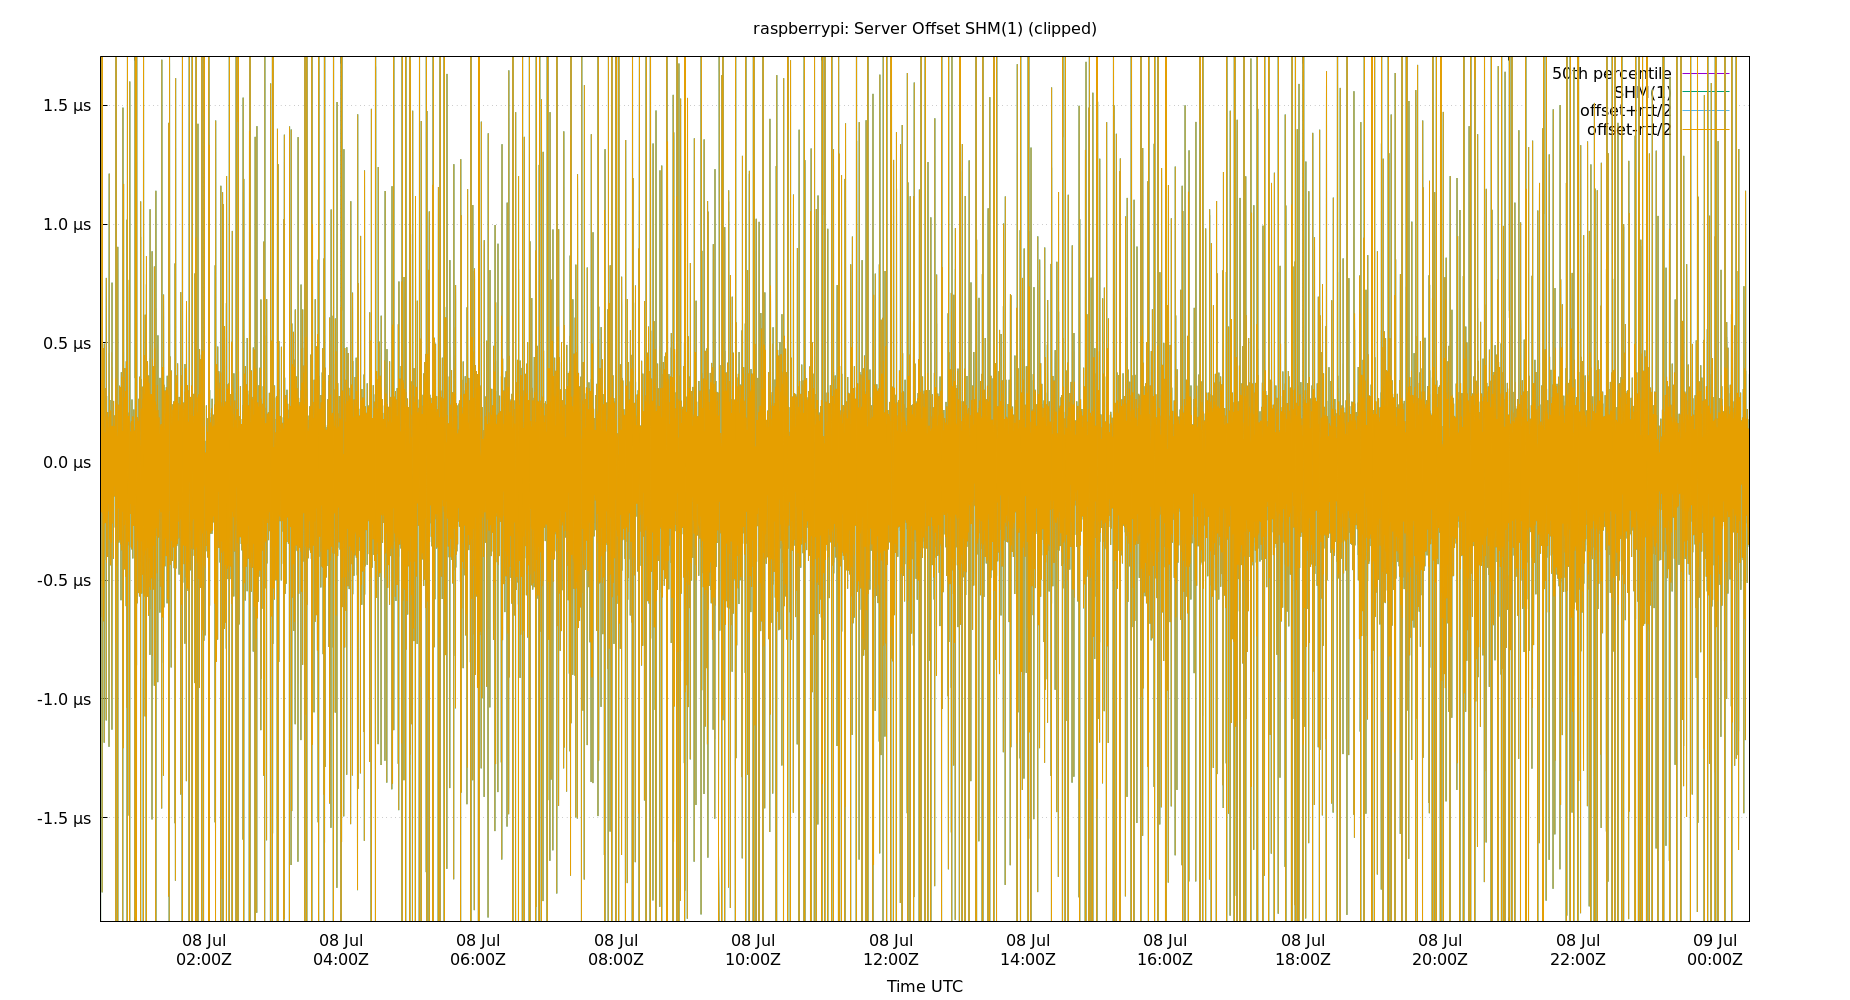 raspberrypi: Server Offset SHM(1) (clipped)
50th percentile
SHM(1)
offset+rtt/2
offset-rtt/2
1.5 µs
1.0 µs
0.5 µs
0.0 µs
-0.5 µs
-1.0 µs
-1.5 µs
08 Jul 08 Jul 08 Jul 08 Jul 08 Jul 08 Jul 08 Jul 08 Jul 08 Jul 08 Jul 08 Jul 09 Jul
02:00Z 04:00Z 06:00Z 08:00Z 10:00Z 12:00Z 14:00Z 16:00Z 18:00Z 20:00Z 22:00Z 00:00Z
Time UTC